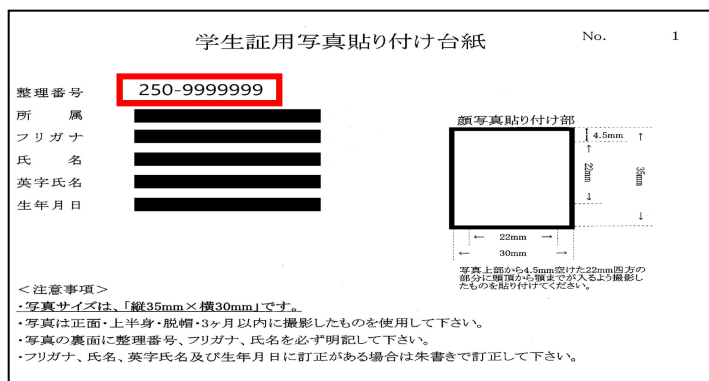 学生証用写真貼り付け台紙
No. 1
整理番号 250-9999999
所属
フリガナ
氏名
英字氏名
生年月日
顔写真貼り付け部
4.5mm
22mm
35mm
22mm
30mm
写真上部から4.5mm空けた22mm四方の
部分に頭頂から顎までが入るよう撮影し
たものを貼り付けてください。
<注意事項>
・写真サイズは、「縦35mm×横30mm」です。
・写真は正面・上半身・脱帽・3ヶ月以内に撮影したものを使用して下さい。
・写真の裏面に整理番号、フリガナ、氏名を必ず明記して下さい。
・フリガナ、氏名、英字氏名及び生年月日に訂正がある場合は朱書きで訂正して下さい。